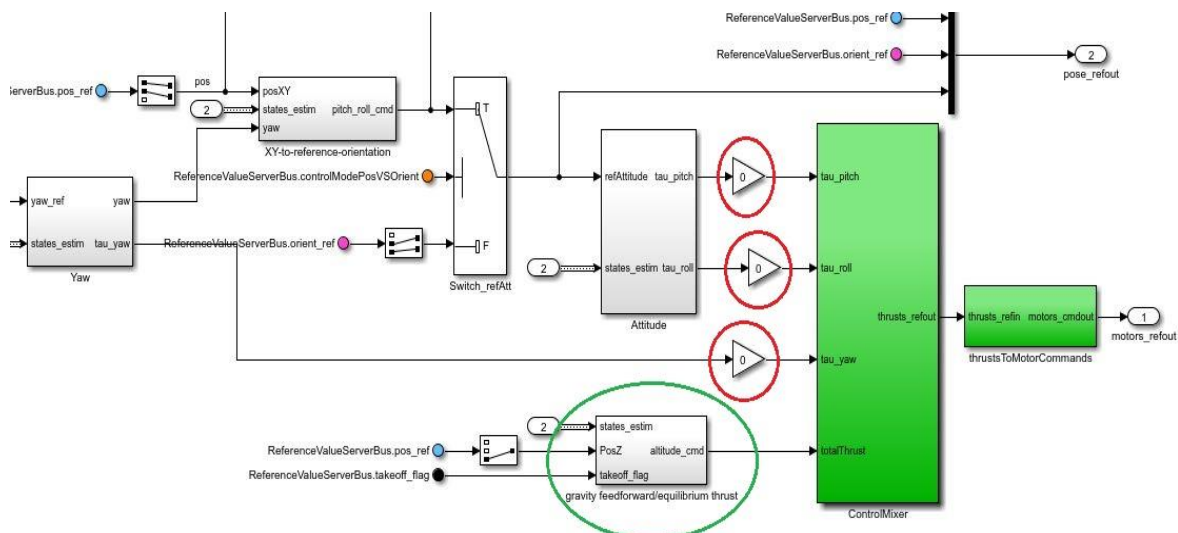 ReferenceValueServerBus.pos_ref
ReferenceValueServerBus.orient_ref
2
pose_refout
ServerBus.pos_ref
pos
posXY
2
states_estim
pitch_roll_cmd
yaw
XY-to-reference-orientation
T
ReferenceValueServerBus.controlModePosVSOrient
F
Switch_refAtt
yaw_ref
yaw
states_estim
tau_yaw
Yaw
ReferenceValueServerBus.orient_ref
refAttitude
tau_pitch
2
states_estim
tau_roll
Attitude
0
0
0
tau_pitch
tau_roll
thrusts_refout
tau_yaw
totalThrust
ControlMixer
thrusts_refin
motors_cmdout
thrustsToMotorCommands
1
motors_refout
2
states_estim
ReferenceValueServerBus.pos_ref
PosZ
altitude_cmd
ReferenceValueServerBus.takeoff_flag
takeoff_flag
gravity feedforward/equilibrium thrust